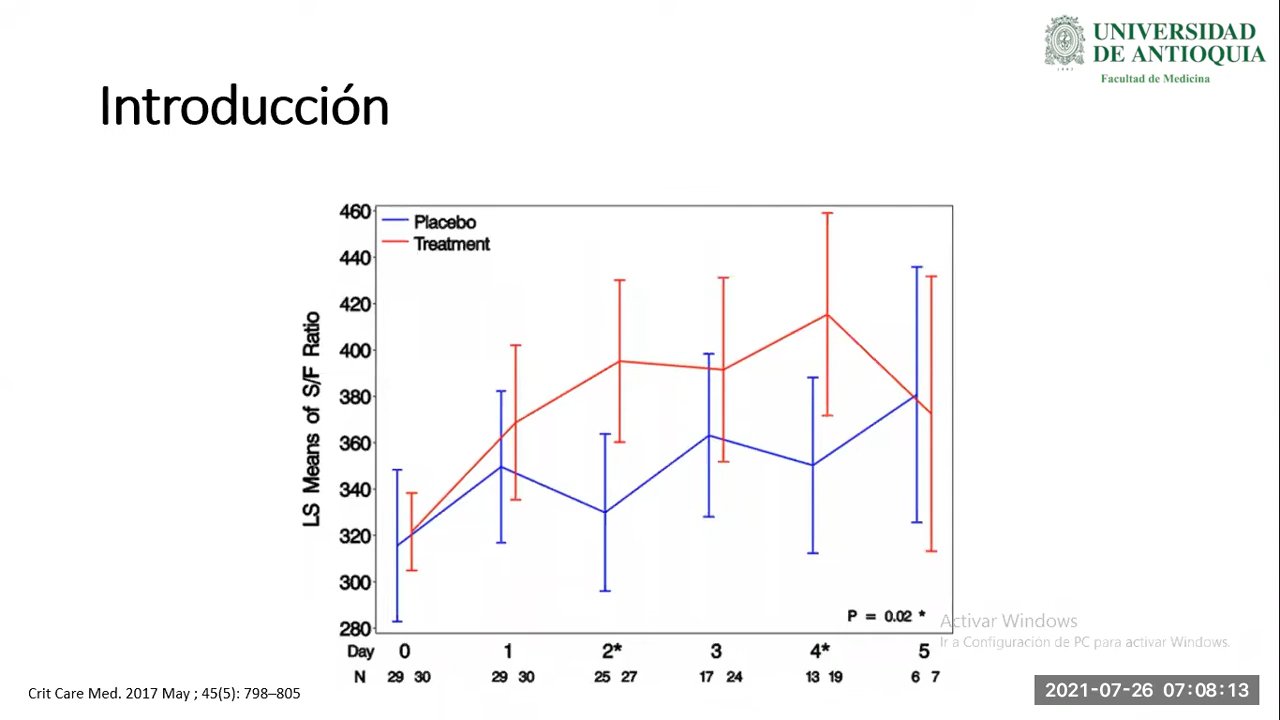 UNIVERSIDAD
DE ANTIOQUIA
1803
Facultad de Medicina
Introducción
460
440
420
400
380
360
340
320
300
280
LS Means of S/F Ratio
Placebo
Treatment
P = 0.02 *
Day 0 1 2* 3 4* 5
N 29 30 29 30 25 27 17 24 13 19 6 7
Activar Windows
Ir a Configuración de PC para activar Windows.
Crit Care Med. 2017 May ; 45(5): 798–805
2021-07-26 07:08:13